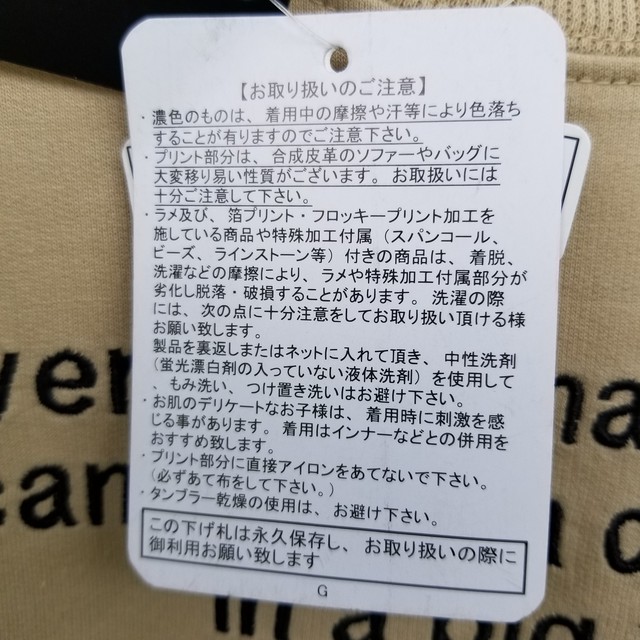 【お取り扱いのご注意】
・濃色のものは、着用中の摩擦や汗等により色落ち
することが有りますのでご注意下さい。
・プリント部分は、合成皮革のソファーやバッグに
大変移り易い性質がございます。お取扱いには
十分ご注意して下さい。
・ラメ及び、箔プリント・フロッキープリント加工を
施している商品や特殊加工付属（スパンコール、
ビーズ、ラインストーン等）付きの商品は、着脱、
洗濯などの摩擦により、ラメや特殊加工付属部分が
劣化し脱落・破損することがあります。洗濯の際
には、次の点に十分注意をしてお取り扱い頂ける様
お願い致します。
製品を裏返しまたはネットに入れて頂き、中性洗剤
（蛍光漂白剤の入っていない液体洗剤）を使用して
、もみ洗い、つけ置き洗いはお避け下さい。
・お肌のデリケートなお子様は、着用時に刺激を感
じる事があります。着用はインナーなどとの併用を
おすすめ致します。
・プリント部分に直接アイロンをあてないで下さい。
（必ずあて布をして下さい。）
・タンブラー乾燥の使用は、お避け下さい。
この下げ札は永久保存し、お取り扱いの際に
御利用お願い致します
G
ver
na
can
in a big